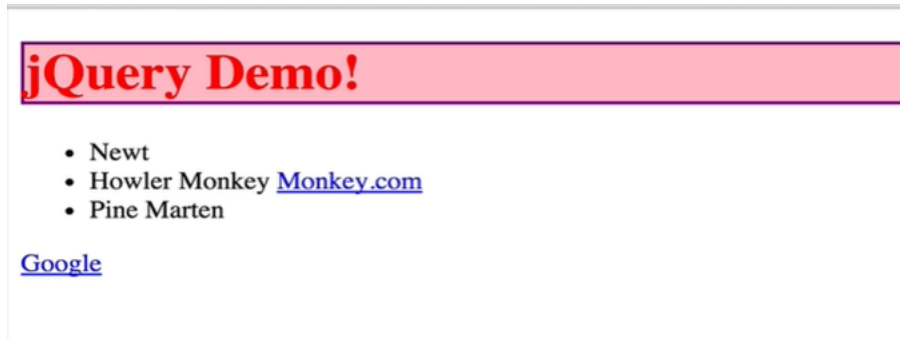 jQuery Demo!
Newt
Howler Monkey Monkey.com
Pine Marten
Google